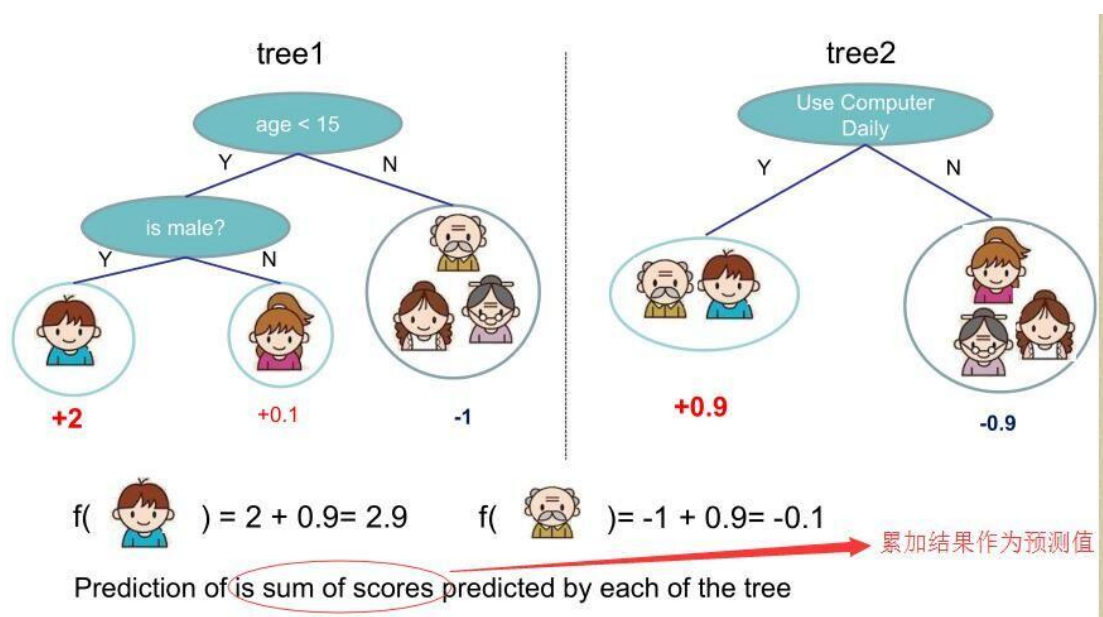 tree1
tree2
age < 15
Use Computer
Daily
Y
N
Y
N
is male?
Y
N
+2
+0.1
-1
+0.9
-0.9
f( ) = 2 + 0.9= 2.9
f( )= -1 + 0.9= -0.1
累加结果作为预测值
Prediction of is sum of scores predicted by each of the tree